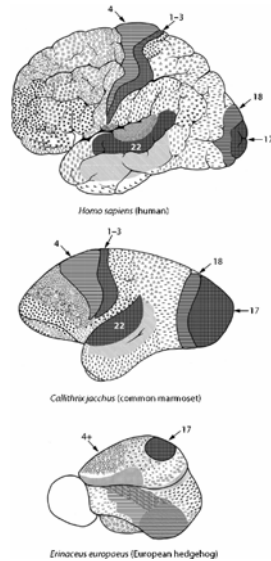 4 1–3
18
22 17
Homo sapiens (human)
4 1–3
18
22
17
Callithrix jacchus (common marmoset)
4+ 17
Erinaceus europaeus (European hedgehog)